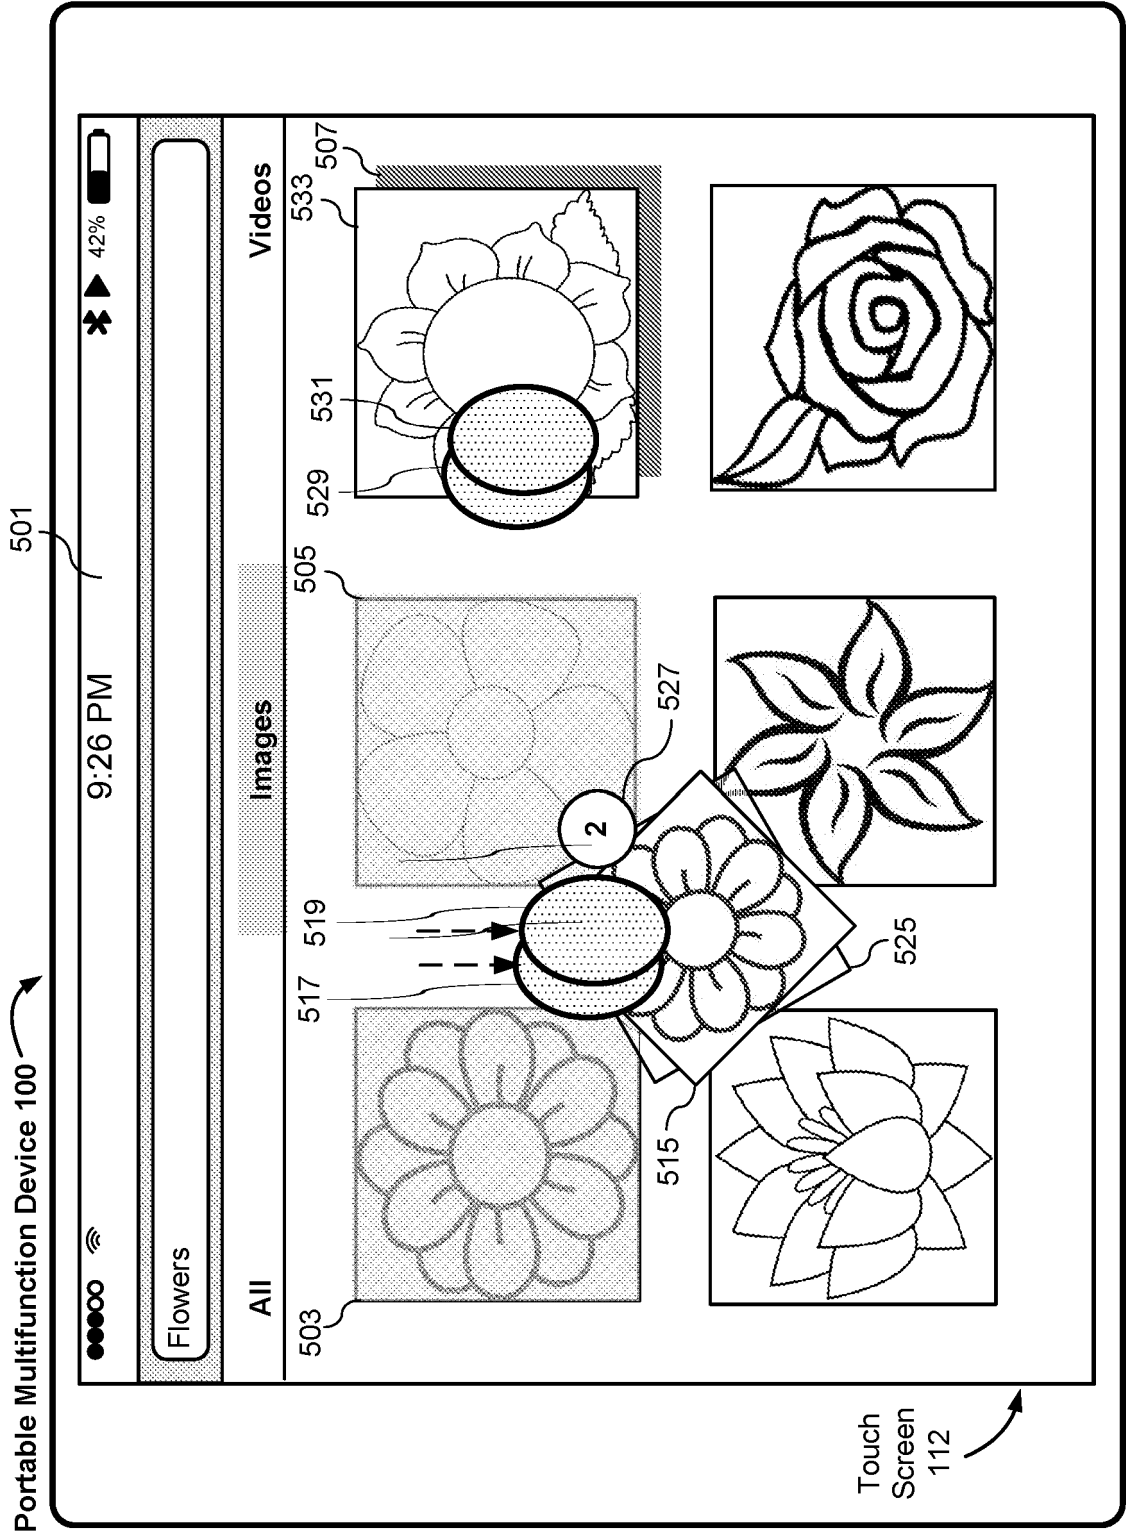 Portable Multifunction Device 100
501
9:26 PM
42%
Flowers
All
Images
Videos
503
517
519
505
529
531
533
507
2
527
515
525
Touch
Screen
112